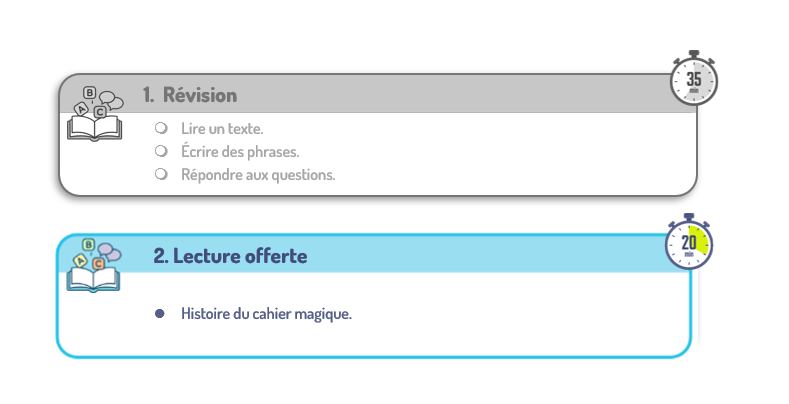 35
min
1. Révision
B
A
C
Lire un texte.
Écrire des phrases.
Répondre aux questions.
20
min
2. Lecture offerte
B
A
C
Histoire du cahier magique.